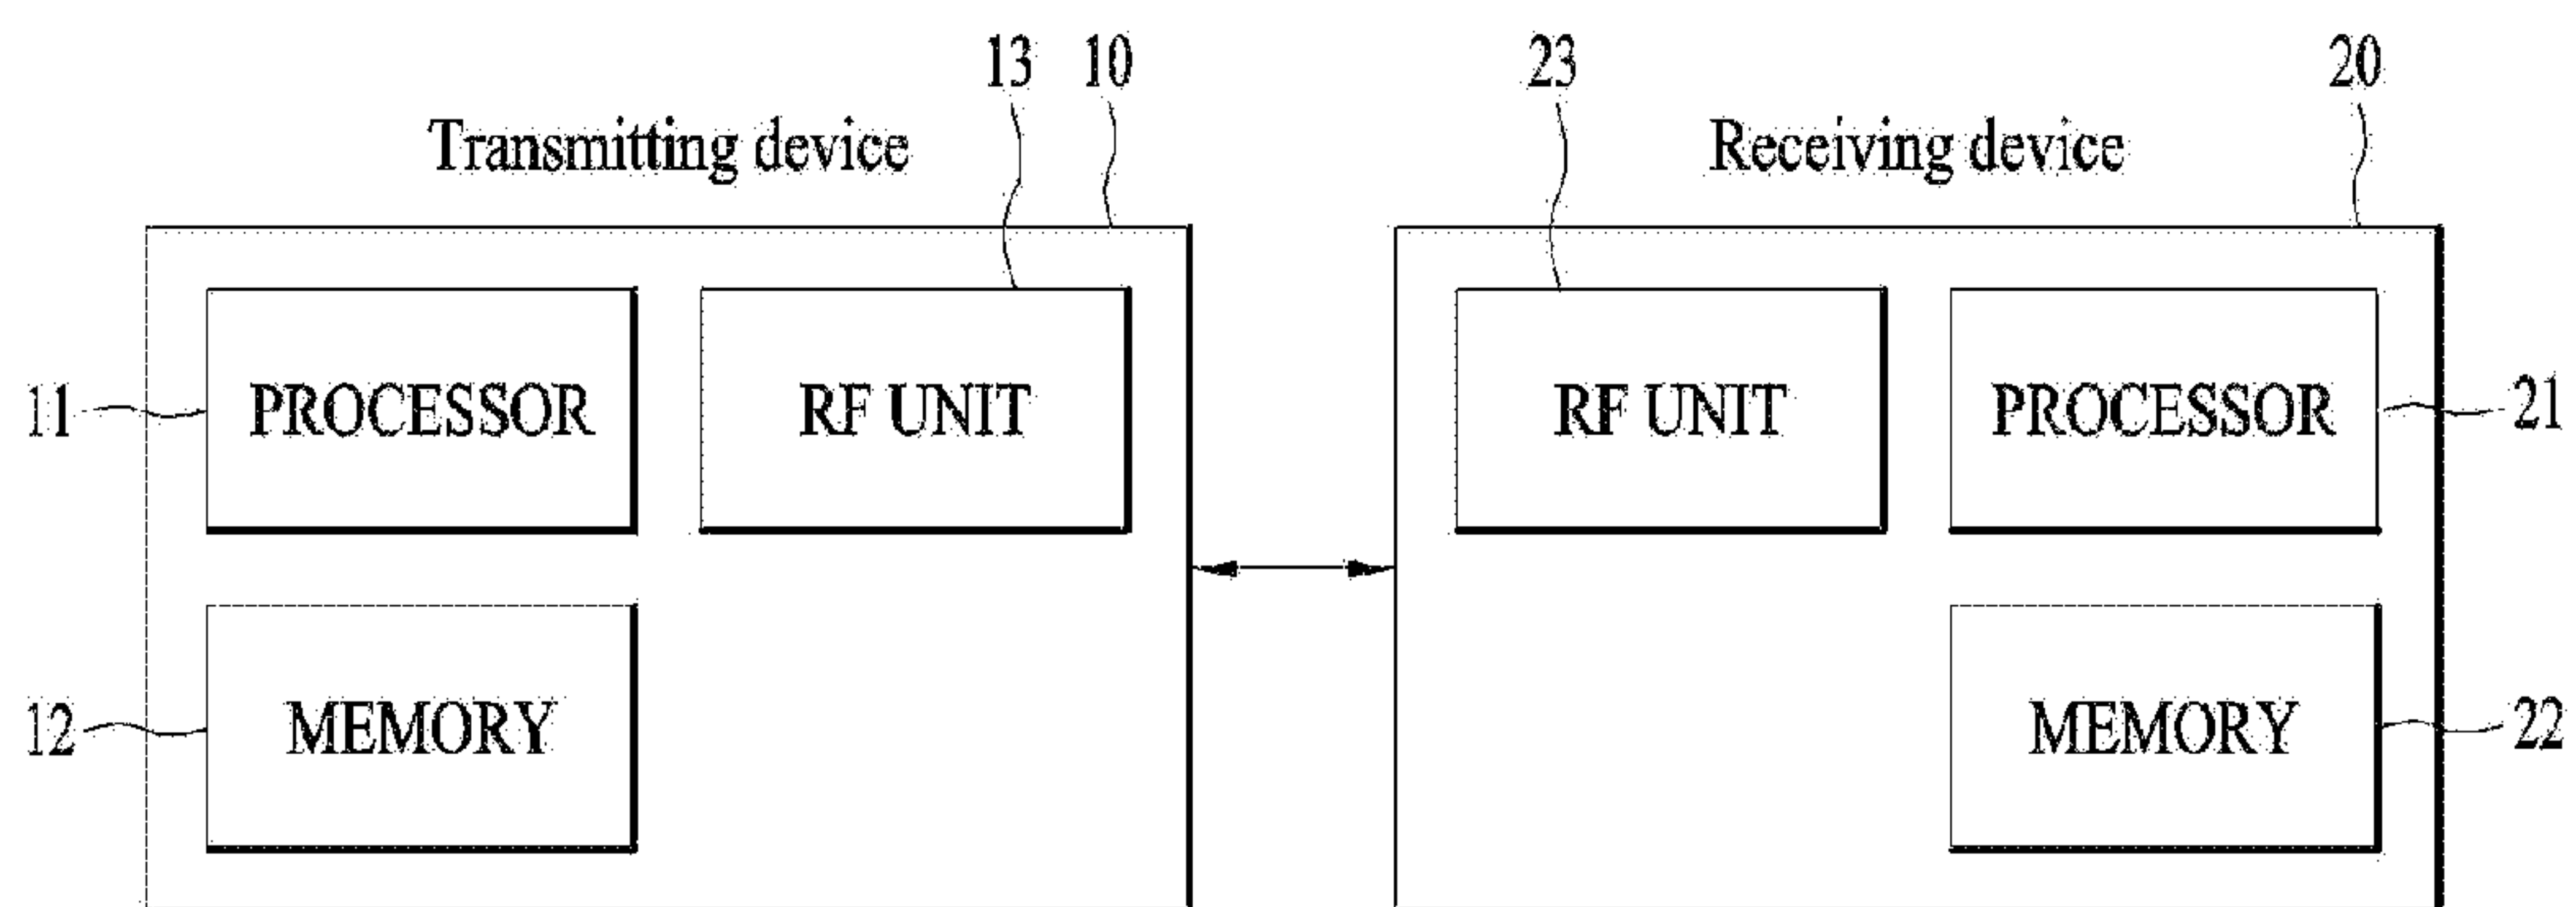 13 10 23 20
Transmitting device Receiving device
11 PROCESSOR RF UNIT RF UNIT PROCESSOR 21
12 MEMORY MEMORY 22